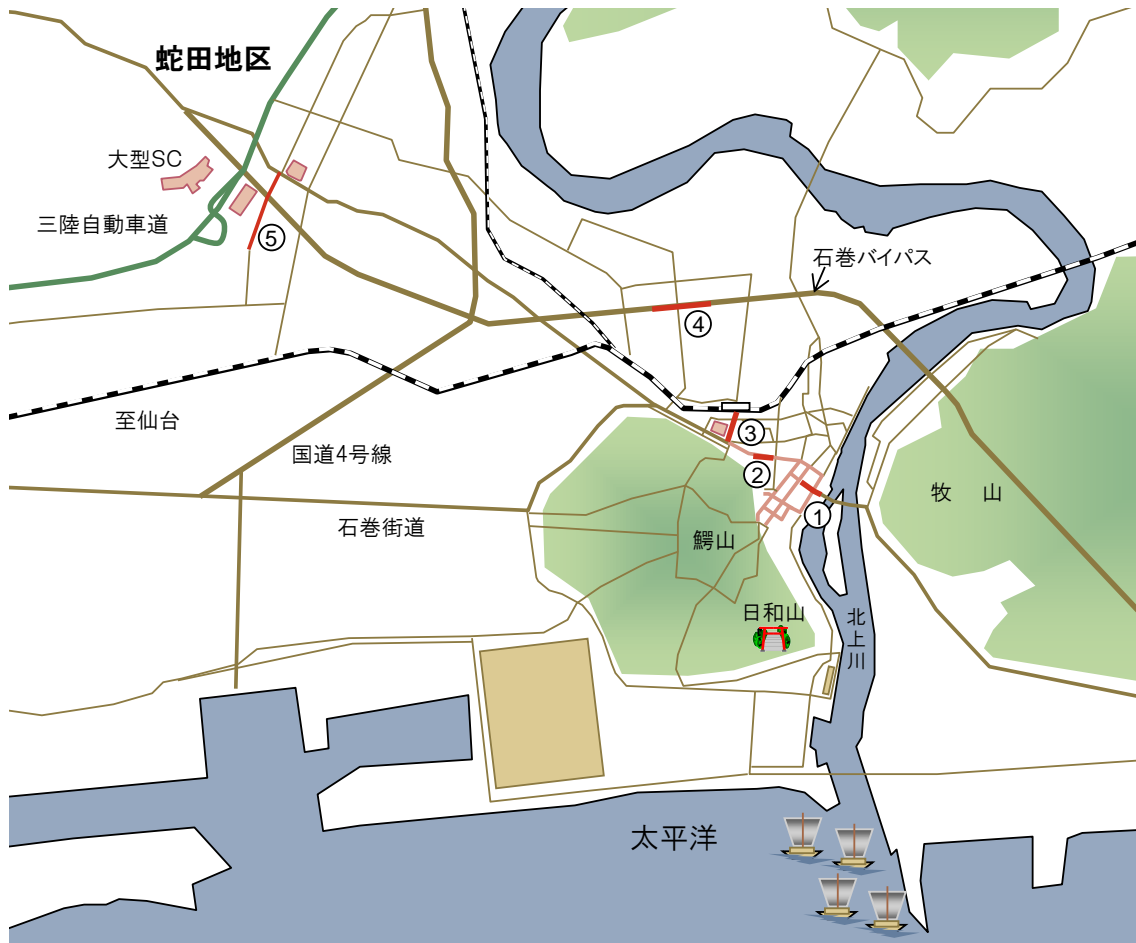 蛇田地区
大型SC
三陸自動車道
⑤
石巻バイパス
④
至仙台
国道4号線
③
②
石巻街道
①
牧 山
鰐山
日和山
北上川
太平洋